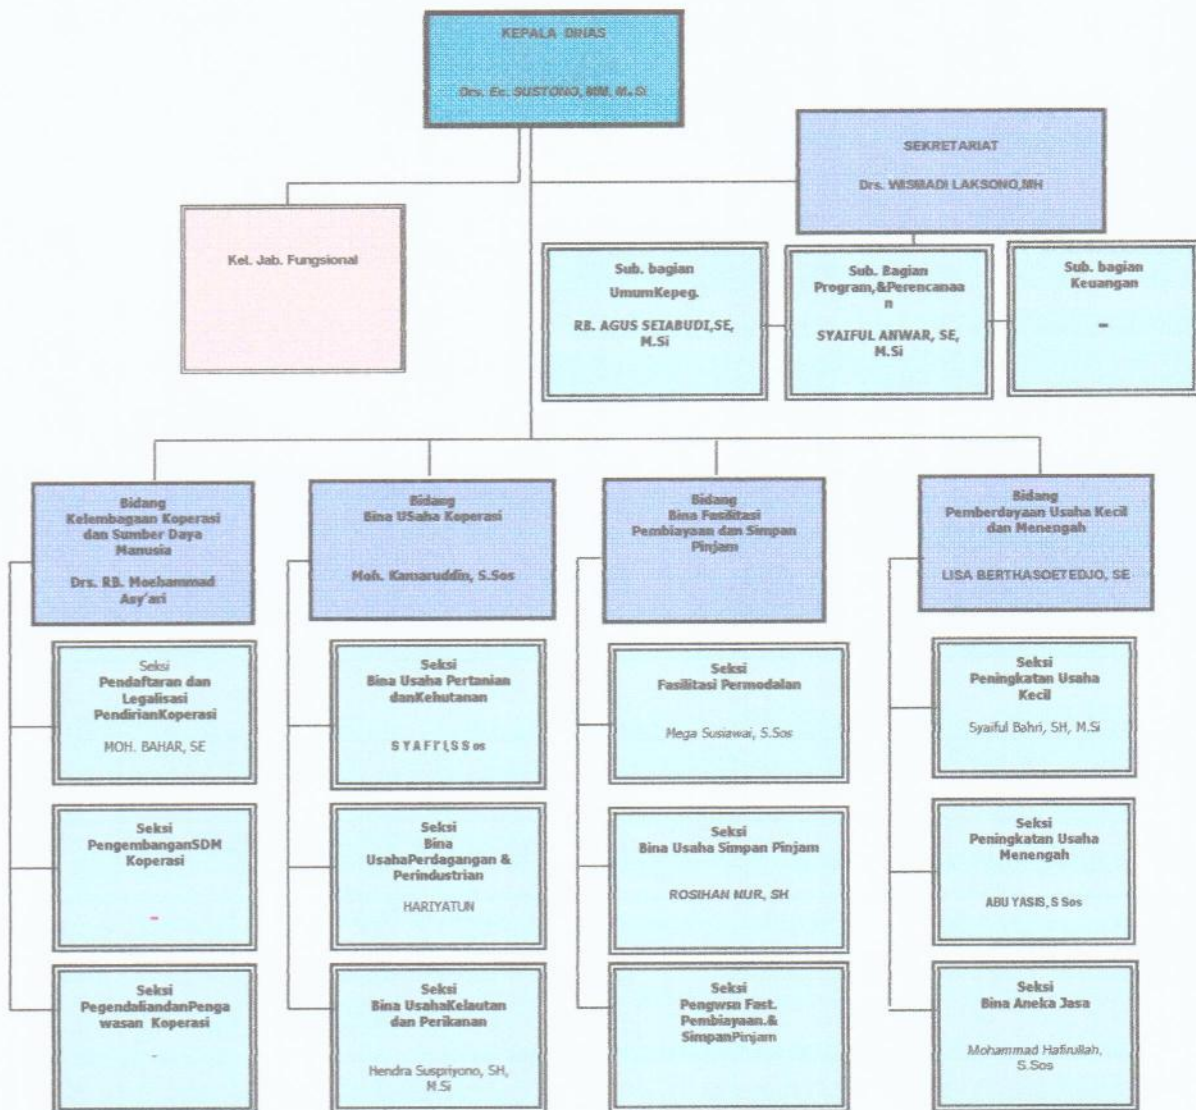 KEPALA DINAS
Drs. Ec. SUSTONO, MM, M.Si
SEKRETARIAT
Drs. WISMADI LAKSONO,MH
Kel. Jab. Fungsional
Sub. bagian
UmumKepeg.
RB. AGUS SEIABUDI,SE,
M.Si
Sub. Bagian
Program,&Perencanaa
n
SYAIFUL ANWAR, SE,
M.Si
Sub. bagian
Keuangan
-
Bidang
Kelembagaan Koperasi
dan Sumber Daya
Manusia
Drs. RB. Moehammad
Asy'ari
Bidang
Bina USaha Koperasi
Moh. Kamaruddin, S.Sos
Bidang
Bina Fasilitasi
Pembiayaan dan Simpan
Pinjam
Bidang
Pemberdayaan Usaha Kecil
dan Menengah
LISA BERTHASOETEDJO, SE
Seksi
Pendaftaran dan
Legalisasi
PendirianKoperasi
MOH. BAHAR, SE
Seksi
Bina Usaha Pertanian
danKehutanan
SYAFI'I,S Sos
Seksi
Fasilitasi Permodalan
Mega Susiawai, S.Sos
Seksi
Peningkatan Usaha
Kecil
Syaiful Bahri, SH, M.Si
Seksi
PengembanganSDM
Koperasi
-
Seksi
Bina
UsahaPerdagangan &
Perindustrian
HARIYATUN
Seksi
Bina Usaha Simpan Pinjam
ROSIHAN NUR, SH
Seksi
Peningkatan Usaha
Menengah
ABU YASIS, S Sos
Seksi
PegendaliandanPenga
wasan Koperasi
-
Seksi
Bina UsahaKelautan
dan Perikanan
Hendra Suspriyono, SH,
M.Si
Seksi
Pengwsn Fast.
Pembiayaan.&
SimpanPinjam
Seksi
Bina Aneka Jasa
Mohammad Hafirullah,
S.Sos